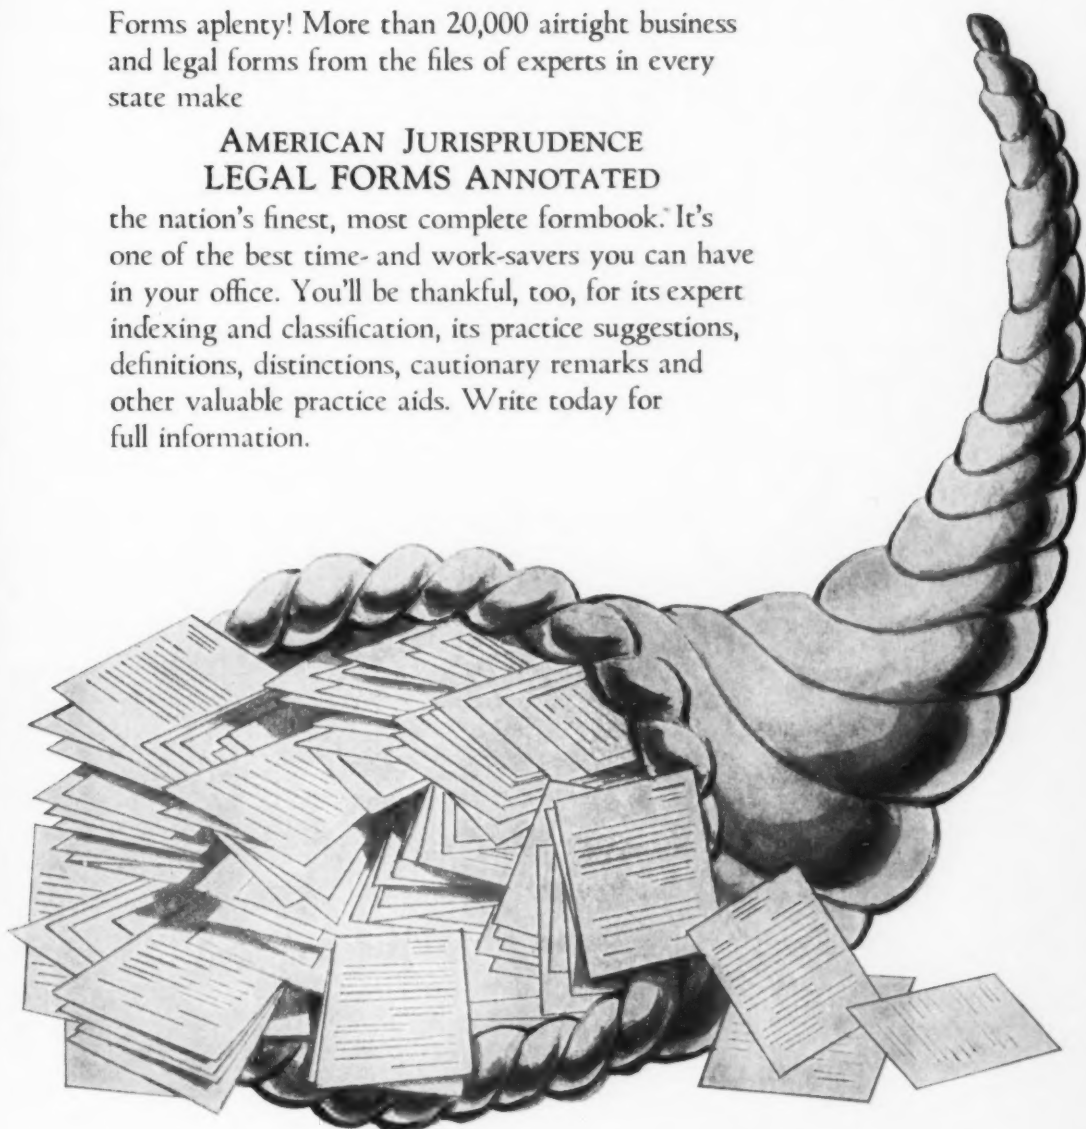 Forms aplenty! More than 20,000 airtight business
and legal forms from the files of experts in every
state make
AMERICAN JURISPRUDENCE
LEGAL FORMS ANNOTATED
the nation's finest, most complete formbook. It's
one of the best time- and work-savers you can have
in your office. You'll be thankful, too, for its expert
indexing and classification, its practice suggestions,
definitions, distinctions, cautionary remarks and
other valuable practice aids. Write today for
full information.